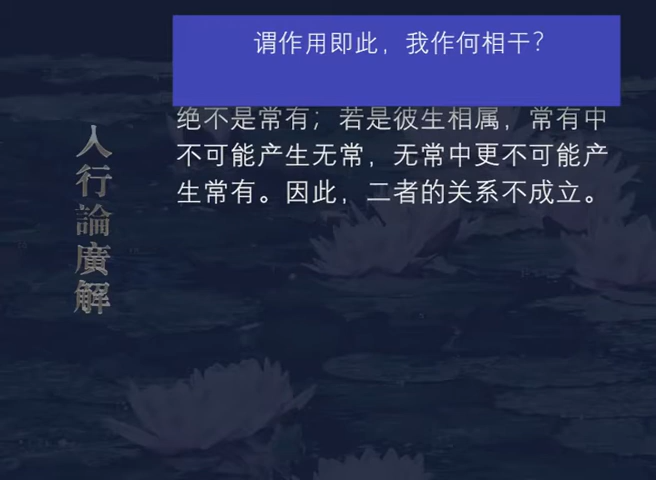 谓作用即此，我作何相干？
绝不是常有；若是彼生相属，常有中
不可能产生无常，无常中更不可能产
生常有。因此，二者的关系不成立。
入行論廣解